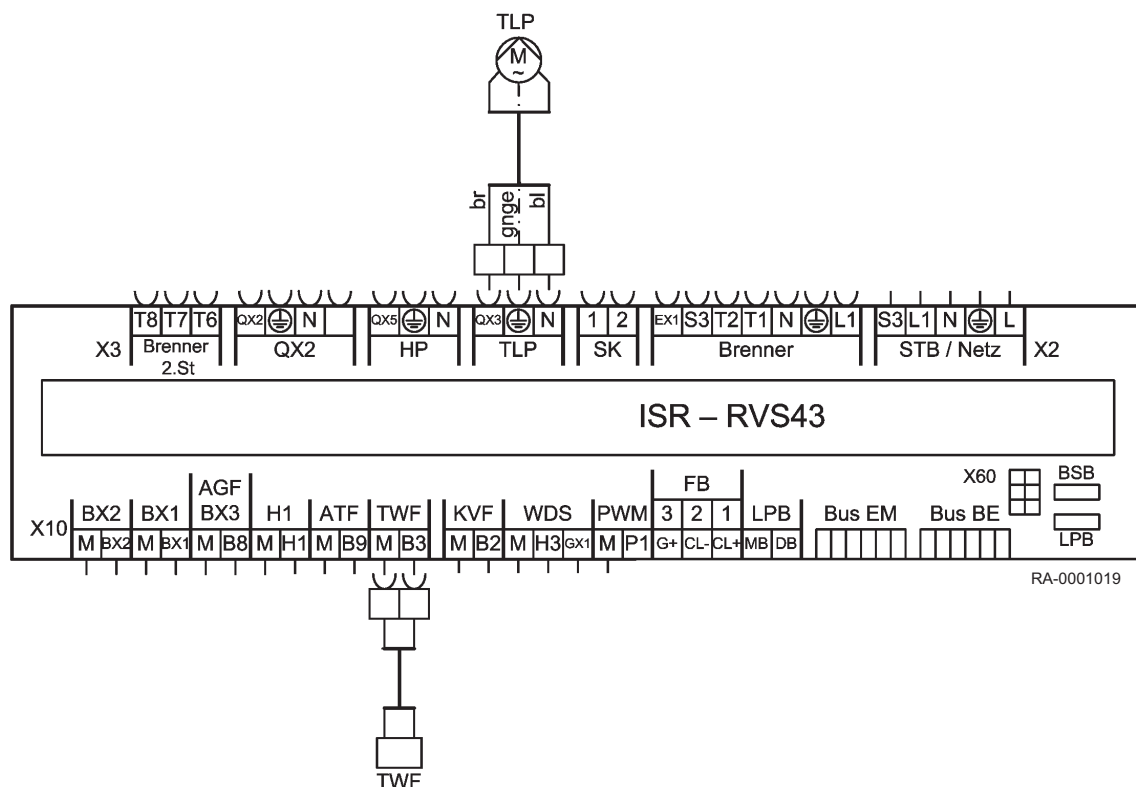 TLP
M
~
br
gnge
bl
T8 T7 T6 QX2 N QX5 N QX3 N 1 2 EX1 S3 T2 T1 N L1 S3 L1 N L
X3 Brenner QX2 HP TLP SK Brenner STB / Netz X2
2.St
ISR – RVS43
AGF FB X60 BSB
X10 BX2 BX1 BX3 H1 ATF TWF KVF WDS PWM 3 2 1 LPB Bus EM Bus BE
M BX2 M BX1 M B8 M H1 M B9 M B3 M B2 M H3 GX1 M P1 G+ CL- CL+ MB DB LPB
RA-0001019
TWF